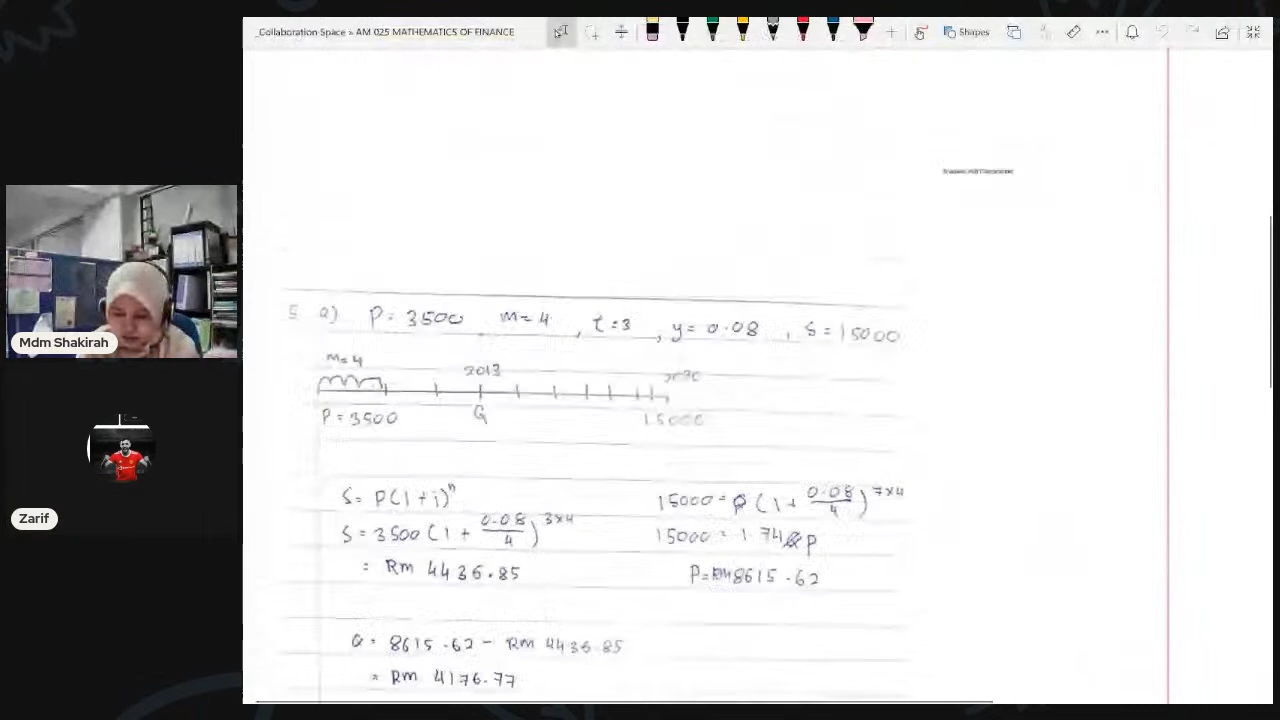 _Collaboration Space » AM 025 MATHEMATICS OF FINANCE
Shapes
Mdm Shakirah
Zarif
5 a) P = 3500 m = 4, t = 3, y = 0.08, S = 15000
m = 4
2013
P = 3500 Q 15000
S = P(1 + i)^n
S = 3500 (1 + 0.08/4)^3x4
= Rm 4436.85
15000 = P (1 + 0.08/4)^7x4
15000 = 1.74 P
P = RM 8615.62
Q = 8615.62 - Rm 4436.85
= Rm 4176.77